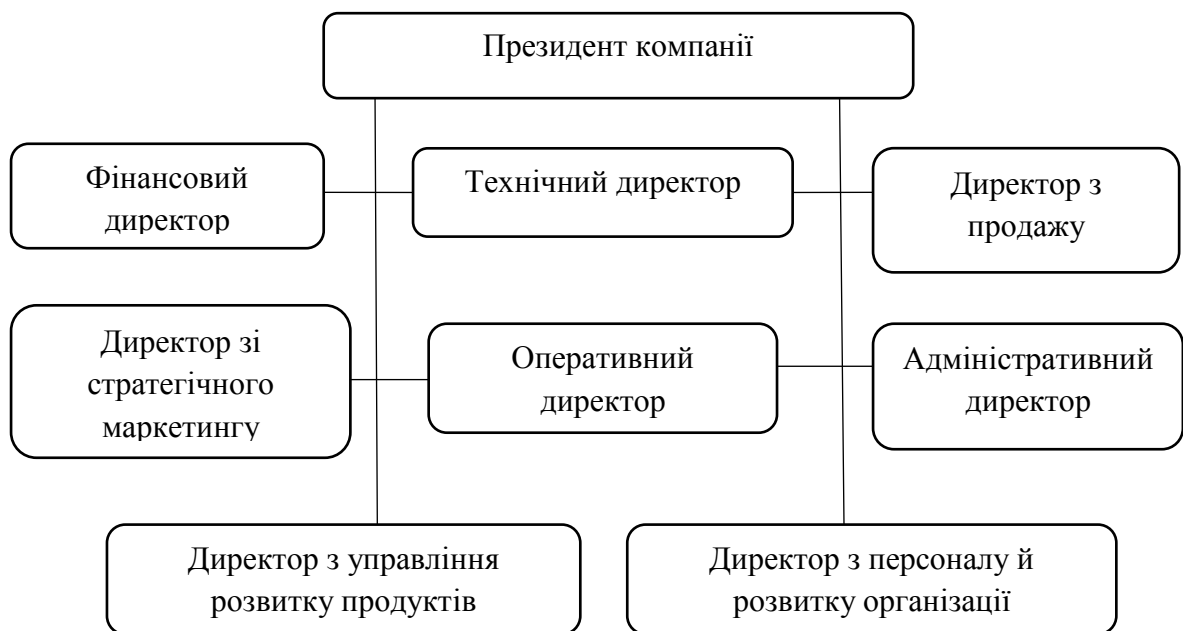 Президент компанії
Фінансовий
директор
Технічний директор
Директор з
продажу
Директор зі
стратегічного
маркетингу
Оперативний
директор
Адміністративний
директор
Директор з управління
розвитку продуктів
Директор з персоналу й
розвитку організації